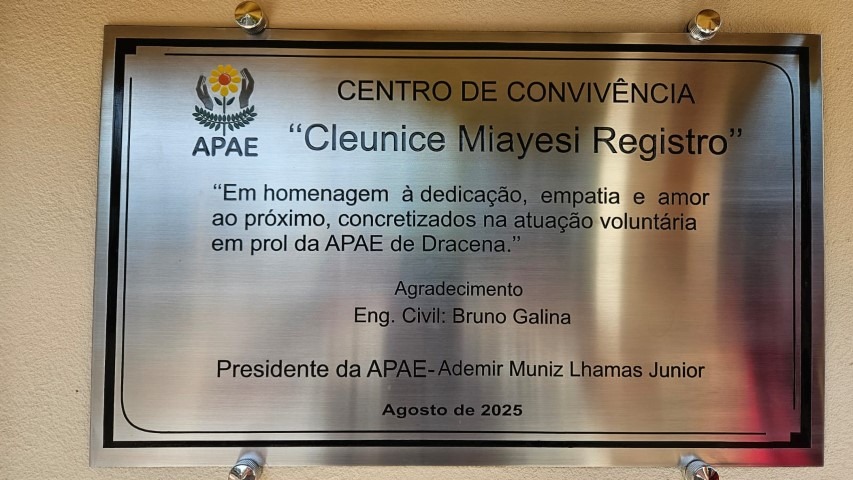 CENTRO DE CONVIVÊNCIA
APAE
“Cleunice Miayesi Registro”
“Em homenagem à dedicação, empatia e amor
ao próximo, concretizados na atuação voluntária
em prol da APAE de Dracena.”
Agradecimento
Eng. Civil: Bruno Galina
Presidente da APAE- Ademir Muniz Lhamas Junior
Agosto de 2025